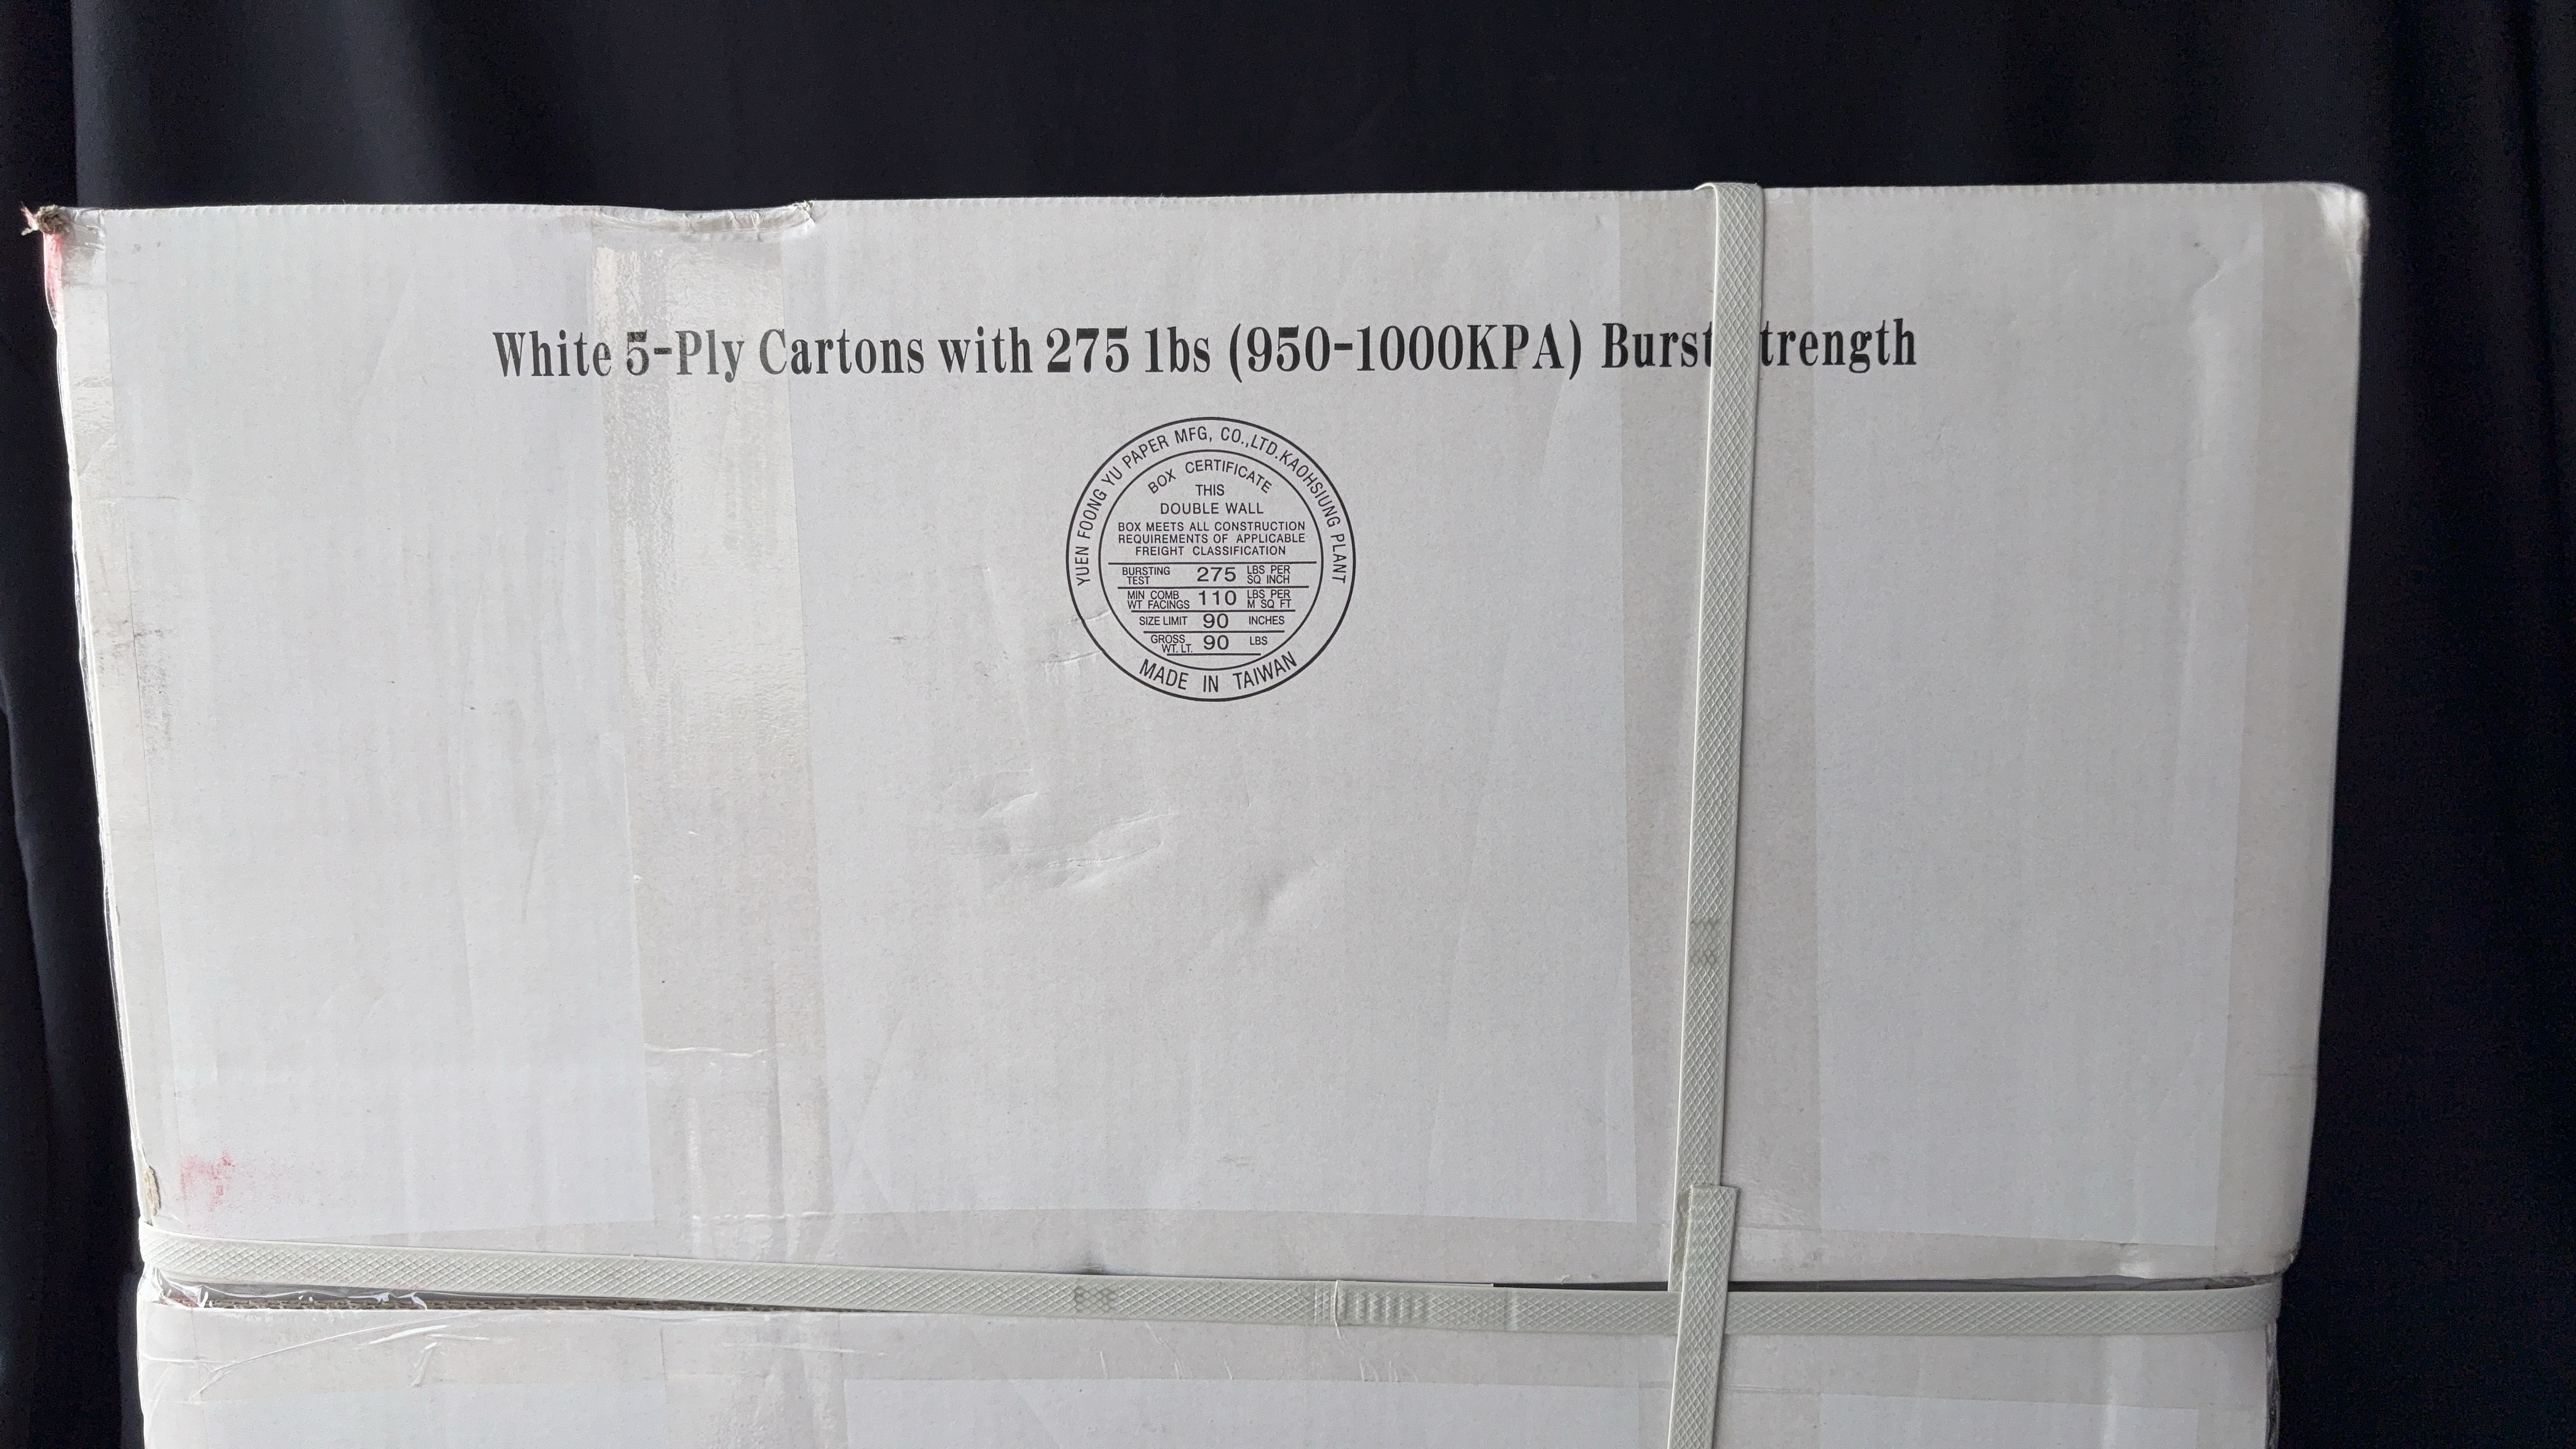 White 5-Ply Cartons with 275 lbs (950-1000KPA) Burst trength
YUEN FOONG YU PAPER MFG, CO.,LTD.KAOHSIUNG PLANT
BOX CERTIFICATE
THIS
DOUBLE WALL
BOX MEETS ALL CONSTRUCTION
REQUIREMENTS OF APPLICABLE
FREIGHT CLASSIFICATION
BURSTING TEST 275 LBS PER SQ INCH
MIN COMB WT FACINGS 110 LBS PER M SQ FT
SIZE LIMIT 90 INCHES
GROSS WT. LT. 90 LBS
MADE IN TAIWAN